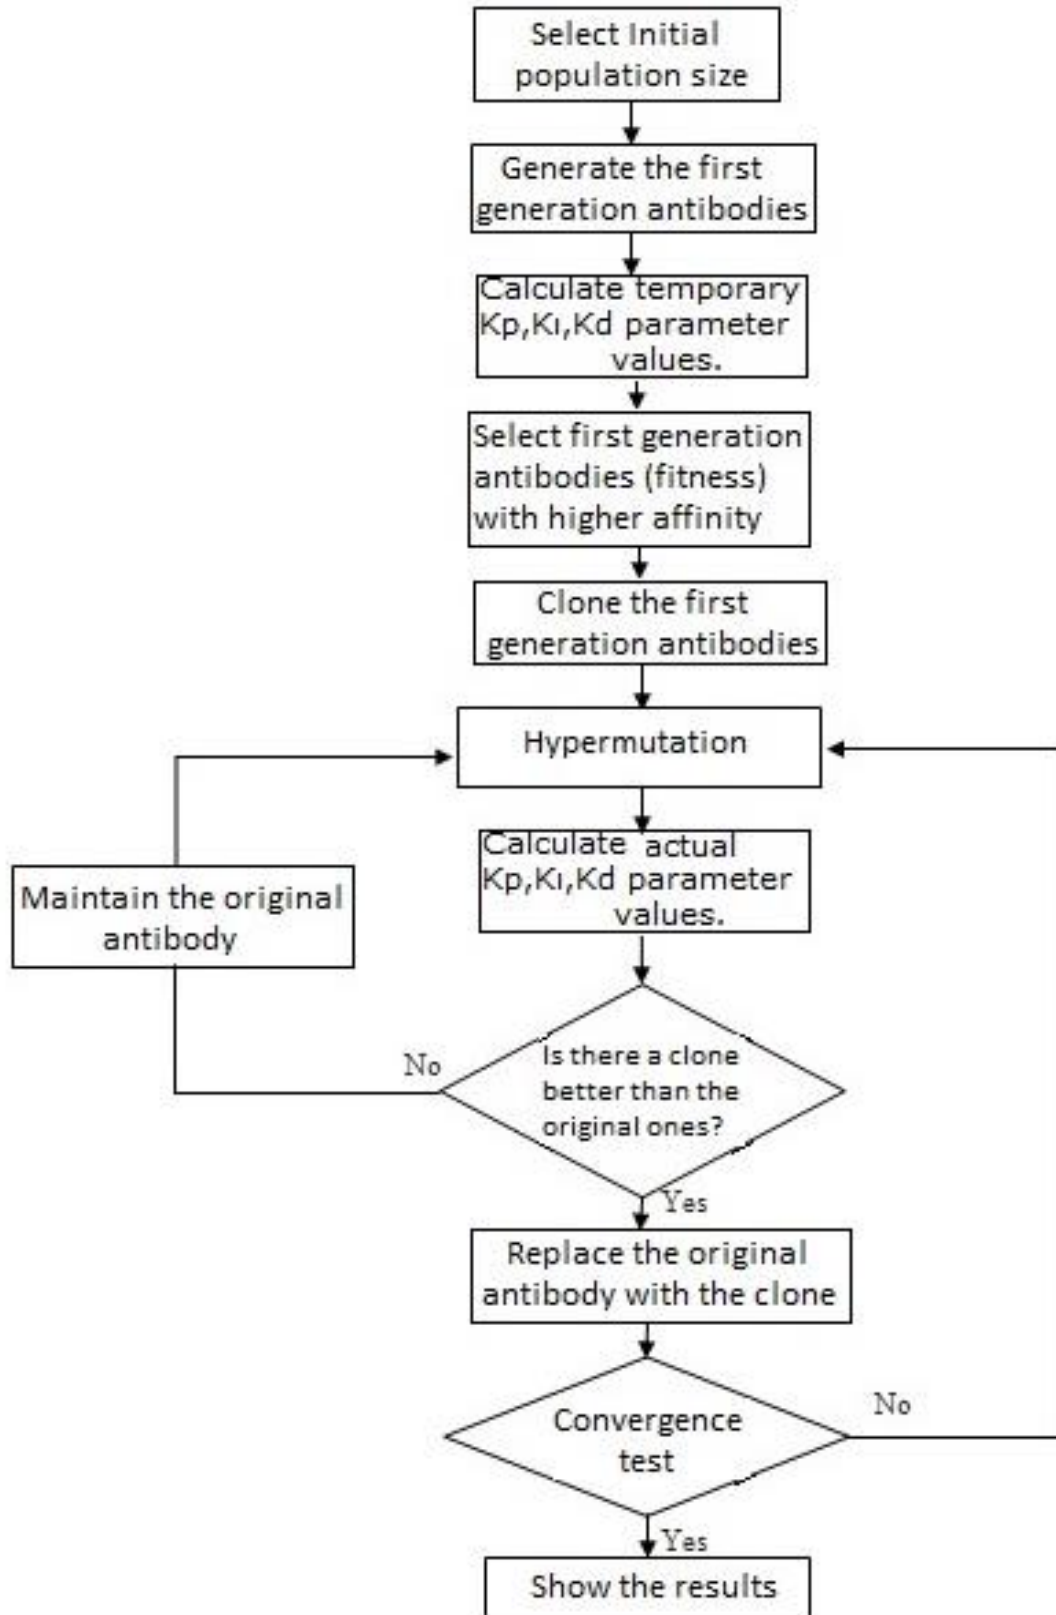 Select Initial
population size
Generate the first
generation antibodies
Calculate temporary
Kp,Kı,Kd parameter
values.
Select first generation
antibodies (fitness)
with higher affinity
Clone the first
generation antibodies
Hypermutation
Calculate actual
Kp,Kı,Kd parameter
values.
Maintain the original
antibody
No
Is there a clone
better than the
original ones?
Yes
Replace the original
antibody with the clone
No
Convergence
test
Yes
Show the results